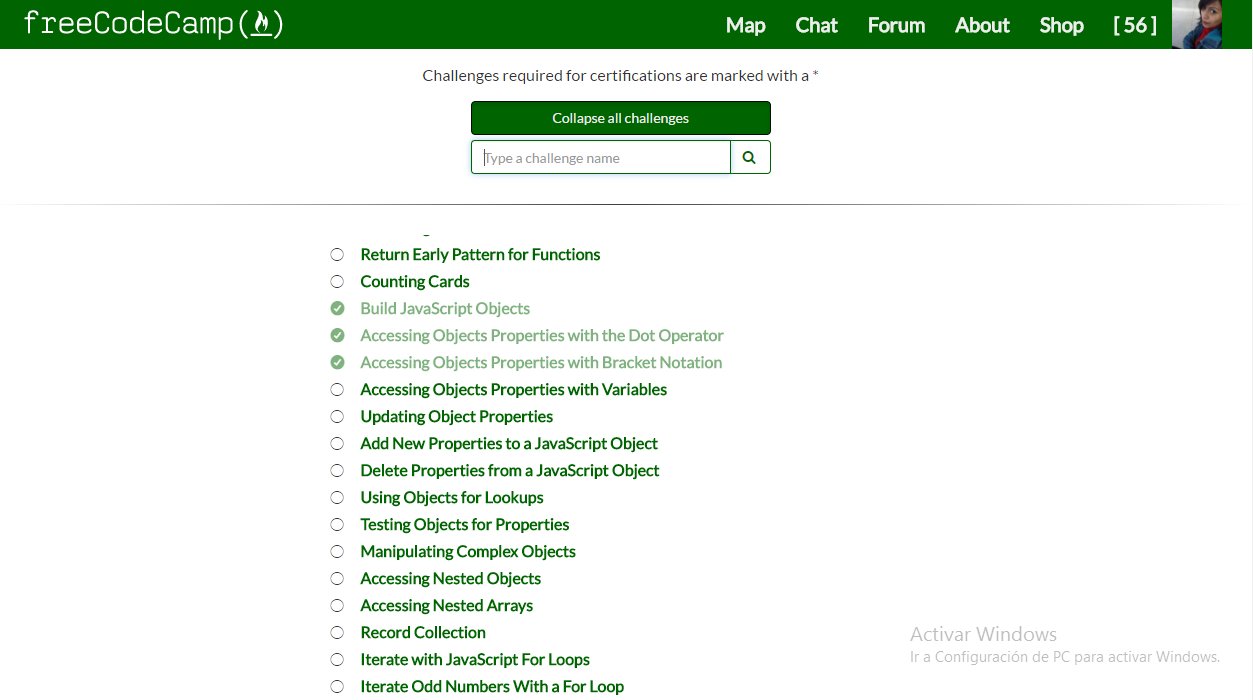 freeCodeCamp
Map Chat Forum About Shop [ 56 ]
Challenges required for certifications are marked with a *
Collapse all challenges
Type a challenge name
Return Early Pattern for Functions
Counting Cards
Build JavaScript Objects
Accessing Objects Properties with the Dot Operator
Accessing Objects Properties with Bracket Notation
Accessing Objects Properties with Variables
Updating Object Properties
Add New Properties to a JavaScript Object
Delete Properties from a JavaScript Object
Using Objects for Lookups
Testing Objects for Properties
Manipulating Complex Objects
Accessing Nested Objects
Accessing Nested Arrays
Record Collection
Iterate with JavaScript For Loops
Iterate Odd Numbers With a For Loop
Activar Windows
Ir a Configuración de PC para activar Windows.